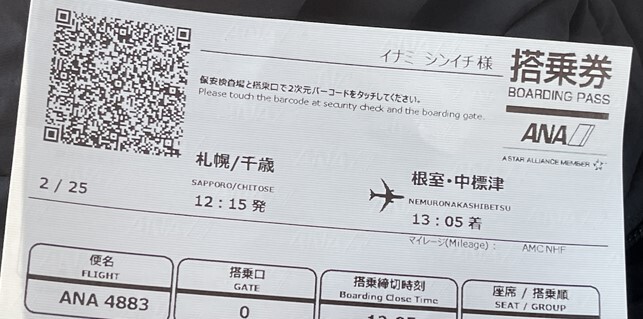 イナミ シンイチ 様
搭乗券
BOARDING PASS
保安検査場と搭乗口で2次元バーコードをタッチしてください。
Please touch the barcode at security check and the boarding gate.
ANA
A STAR ALLIANCE MEMBER
2 / 25
札幌/千歳
SAPPORO/CHITOSE
12 : 15 発
根室・中標津
NEMURONAKASHIBETSU
13 : 05 着
マイレージ(Mileage) : AMC NHF
便名
FLIGHT
ANA 4883
搭乗口
GATE
0
搭乗締切時刻
Boarding Close Time
座席 / 搭乗順
SEAT / GROUP